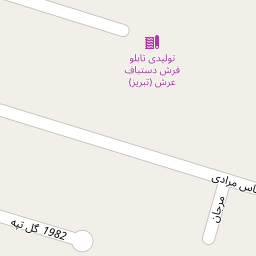 تولیدی تابلو
فرش دستباف
عرش (تبریز)
اس مرادی
مرجان
1982 گل تپه